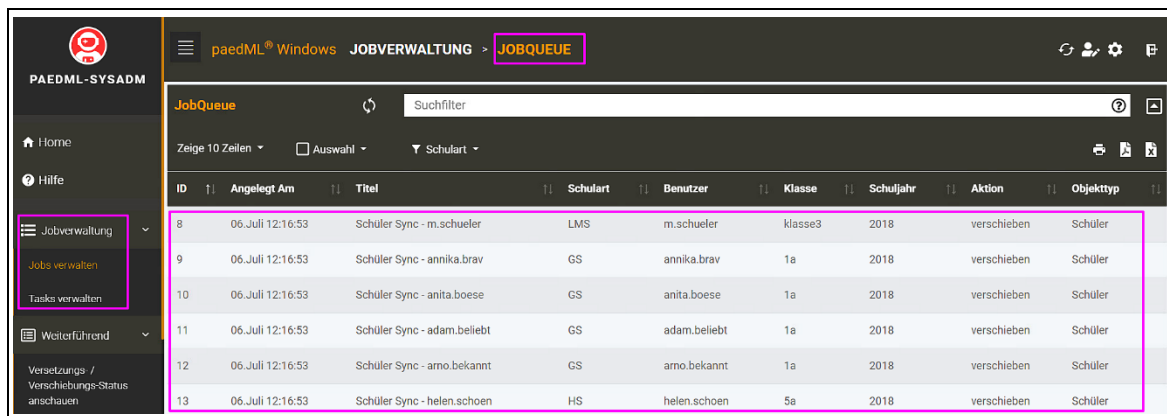 PAEDML-SYSADM
Home
Hilfe
Jobverwaltung
Jobs verwalten
Tasks verwalten
Weiterführend
Versetzungs- /
Verschiebungs-Status
anschauen
paedML® Windows JOBVERWALTUNG > JOBQUEUE
JobQueue Suchfilter
Zeige 10 Zeilen Auswahl Schulart
ID Angelegt Am Titel Schulart Benutzer Klasse Schuljahr Aktion Objekttyp
8 06.Juli 12:16:53 Schüler Sync - m.schueler LMS m.schueler klasse3 2018 verschieben Schüler
9 06.Juli 12:16:53 Schüler Sync - annika.brav GS annika.brav 1a 2018 verschieben Schüler
10 06.Juli 12:16:53 Schüler Sync - anita.boese GS anita.boese 1a 2018 verschieben Schüler
11 06.Juli 12:16:53 Schüler Sync - adam.beliebt GS adam.beliebt 1a 2018 verschieben Schüler
12 06.Juli 12:16:53 Schüler Sync - arno.bekannt GS arno.bekannt 1a 2018 verschieben Schüler
13 06.Juli 12:16:53 Schüler Sync - helen.schoen HS helen.schoen 5a 2018 verschieben Schüler